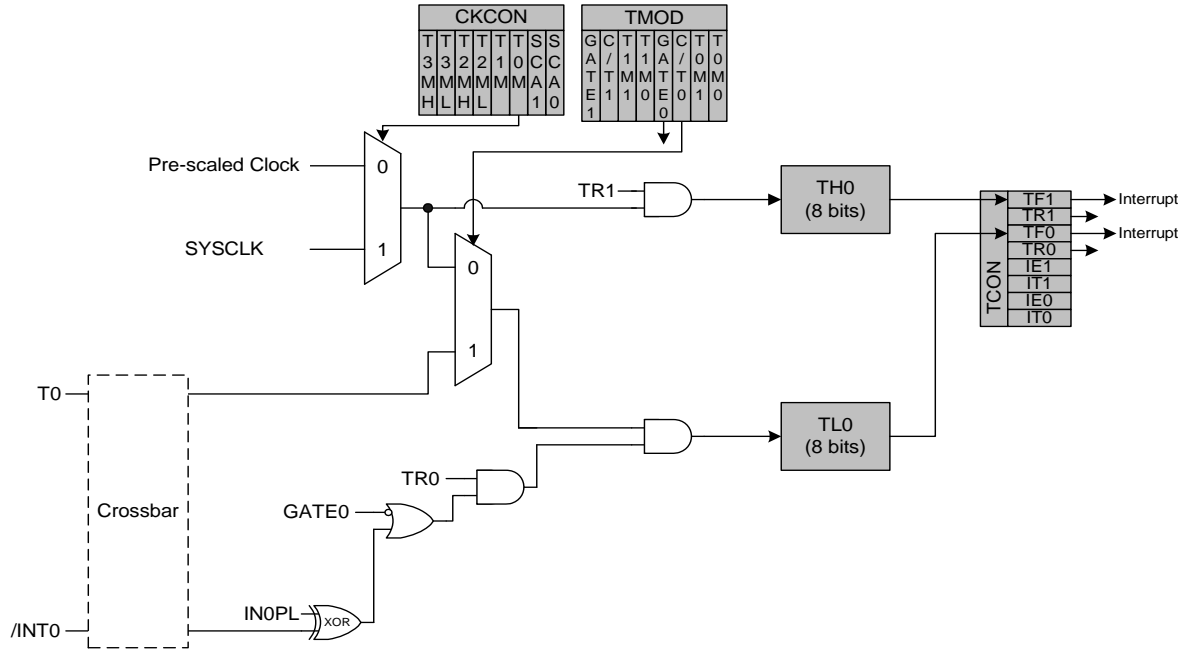 CKCON
T3MH T3ML T2MH T2ML T1M T0M SCA1 SCA0
TMOD
GATE1 C/T1 T1M1 T1M0 GATE0 C/T0 T0M1 T0M0
Pre-scaled Clock
0
SYSCLK
1
TR1
TH0
(8 bits)
TCON
TF1
TR1
TF0
TR0
IE1
IT1
IE0
IT0
Interrupt
Interrupt
0
1
T0
Crossbar
TL0
(8 bits)
TR0
GATE0
IN0PL
XOR
/INT0